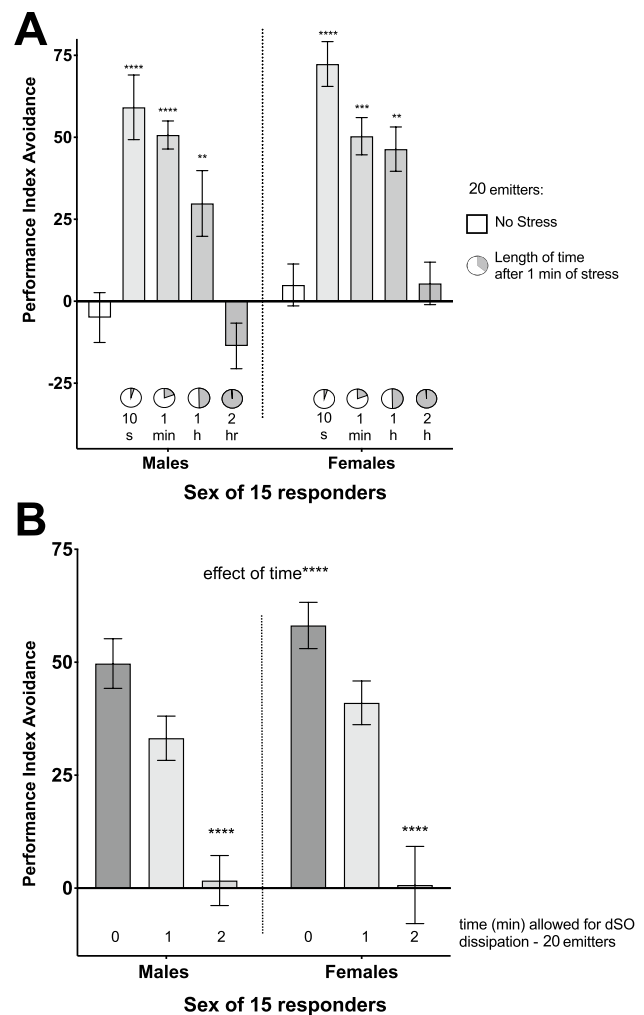 A
Performance Index Avoidance
75
50
25
0
-25
**** **** ** **** *** **
20 emitters:
No Stress
Length of time
after 1 min of stress
10 1 1 2 10 1 1 2
s min h hr s min h h
Males Females
Sex of 15 responders
B
Performance Index Avoidance
75
50
25
0
effect of time****
**** ****
0 1 2 0 1 2
time (min) allowed for dSO
dissipation - 20 emitters
Males Females
Sex of 15 responders